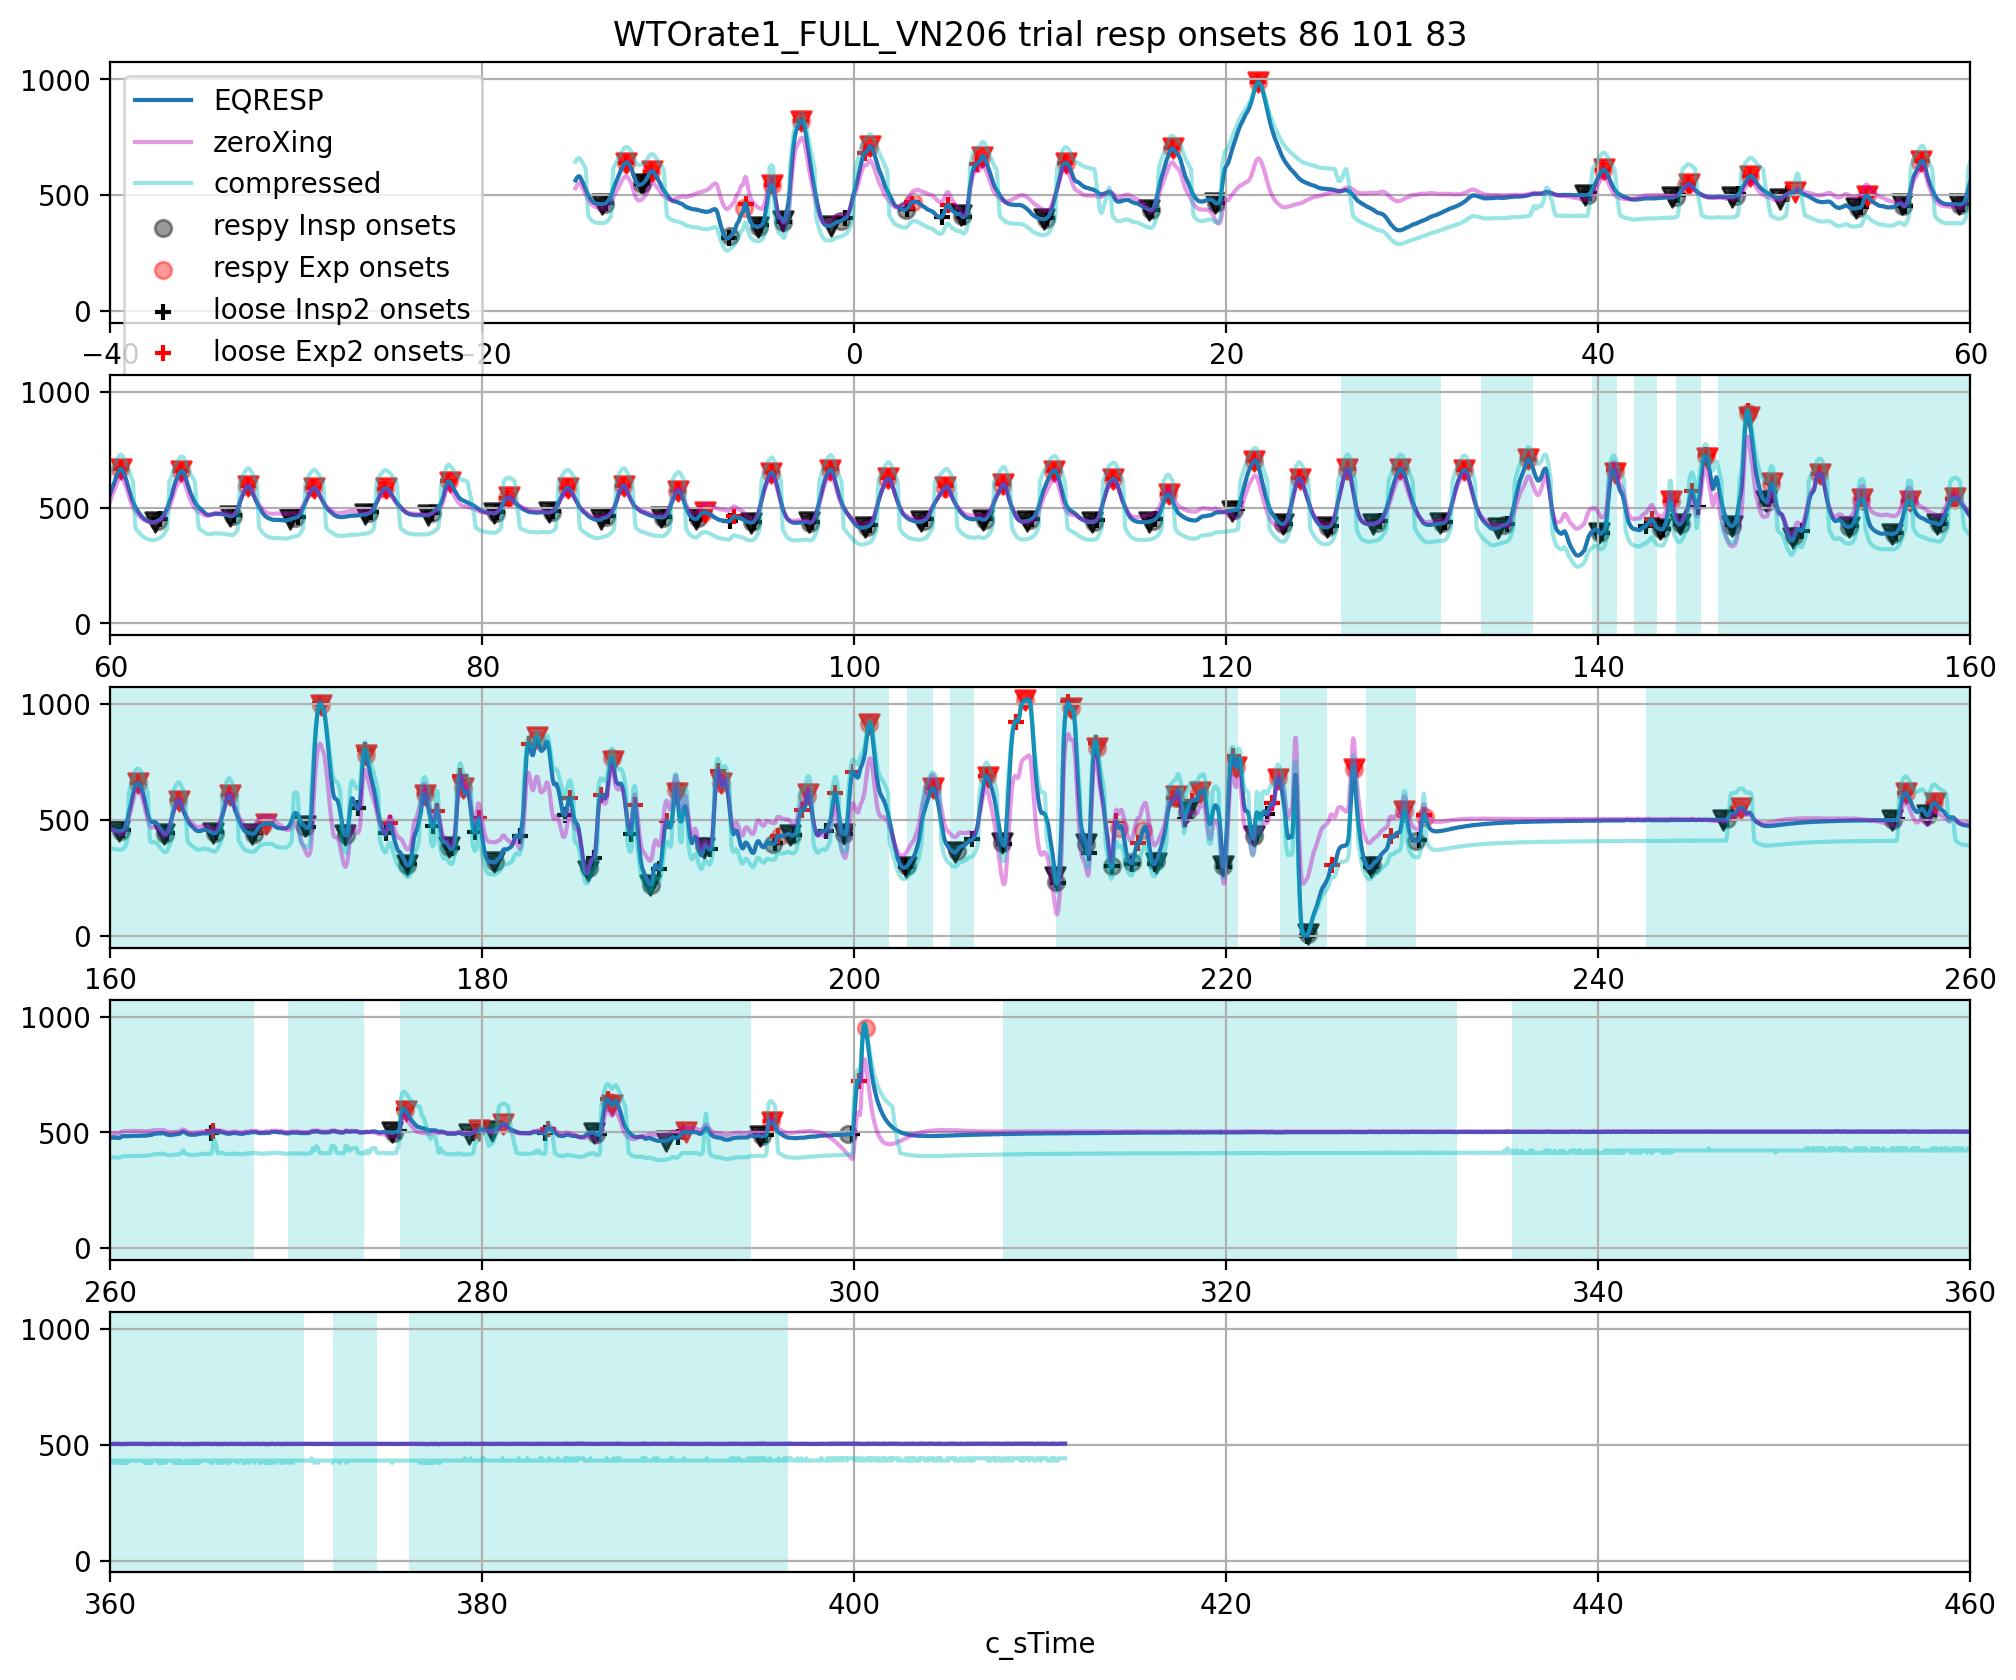 WTOrate1_FULL_VN206 trial resp onsets 86 101 83
1000
500
0
EQRESP
zeroXing
compressed
respy Insp onsets
respy Exp onsets
loose Insp2 onsets
loose Exp2 onsets
−40 −20 0 20 40 60
1000
500
0
60 80 100 120 140 160
1000
500
0
160 180 200 220 240 260
1000
500
0
260 280 300 320 340 360
1000
500
0
360 380 400 420 440 460
c_sTime